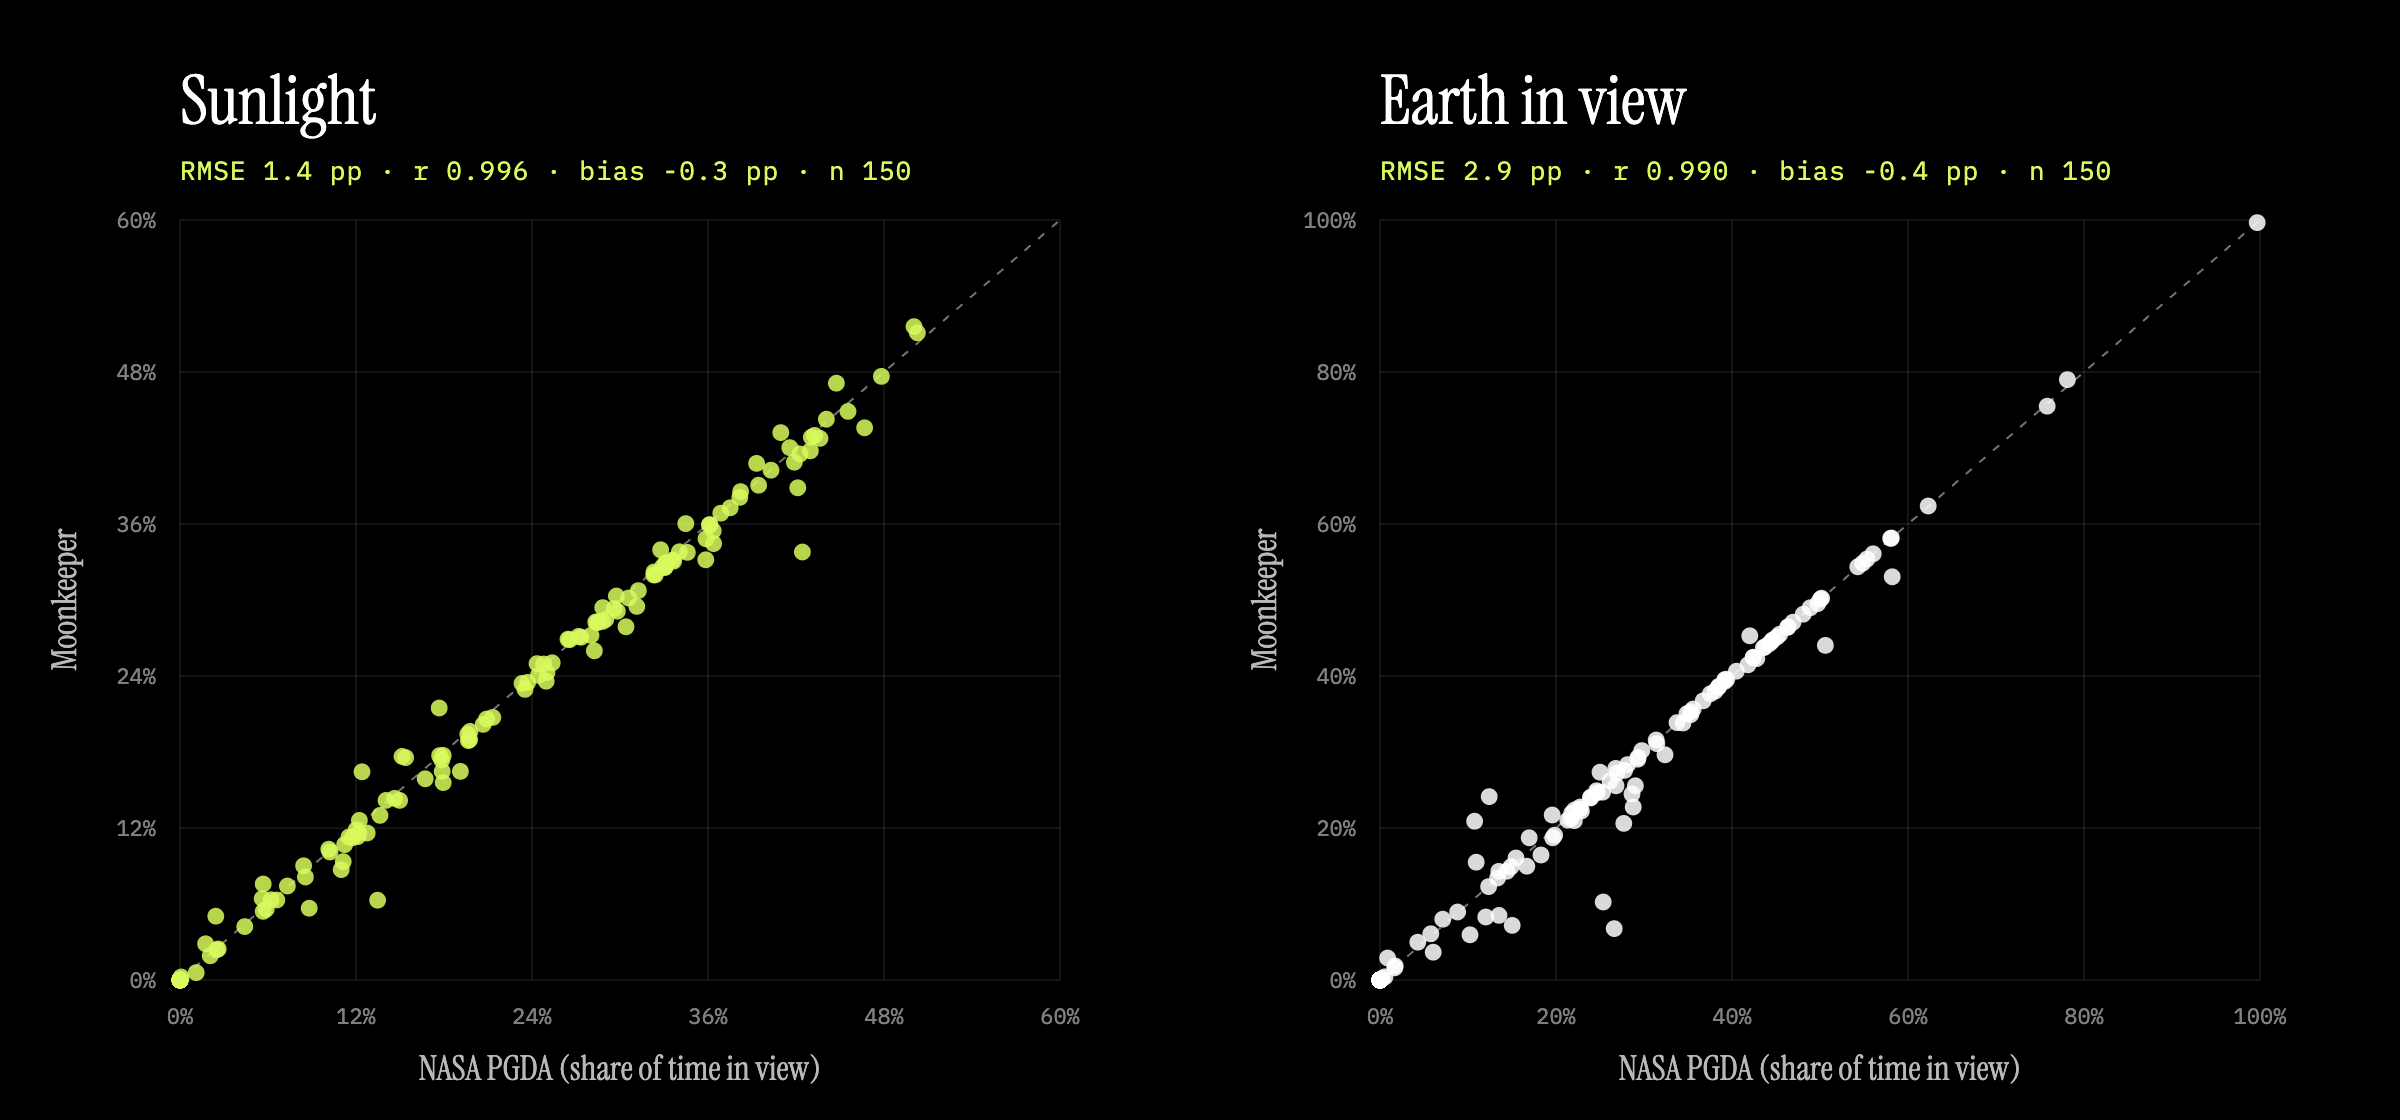 Sunlight
RMSE 1.4 pp · r 0.996 · bias -0.3 pp · n 150
60%
48%
36%
24%
12%
0%
Moonkeeper
0% 12% 24% 36% 48% 60%
NASA PGDA (share of time in view)
Earth in view
RMSE 2.9 pp · r 0.990 · bias -0.4 pp · n 150
100%
80%
60%
40%
20%
0%
Moonkeeper
0% 20% 40% 60% 80% 100%
NASA PGDA (share of time in view)